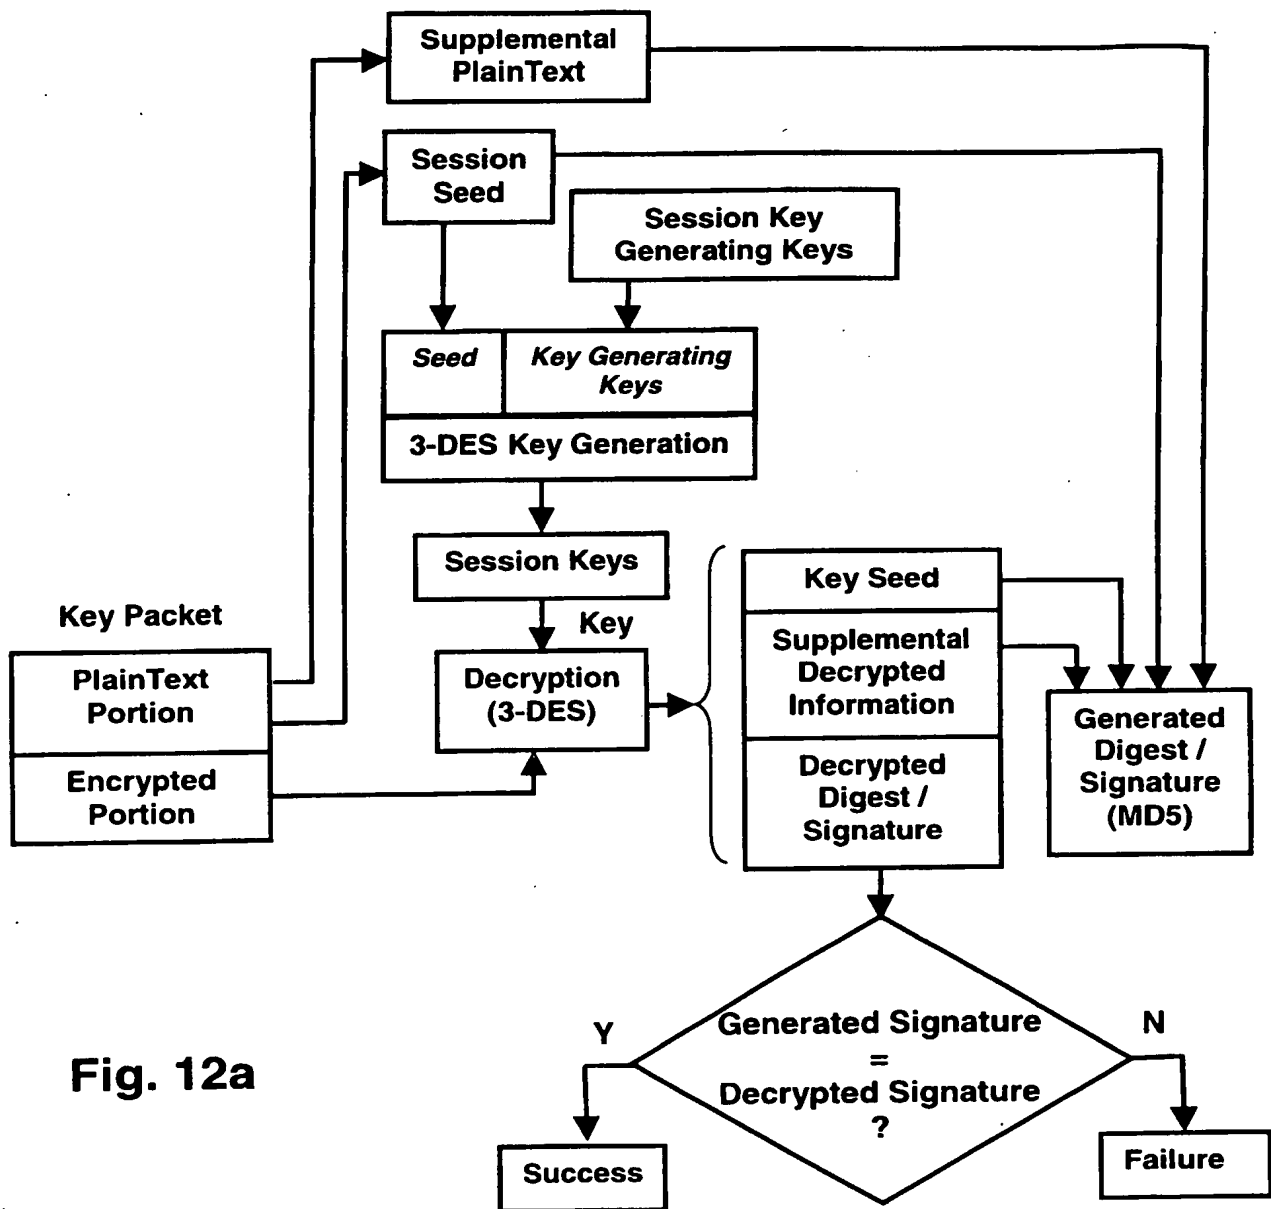 Supplemental
PlainText
Session
Seed
Session Key
Generating Keys
Seed
Key Generating
Keys
3-DES Key Generation
Session Keys
Key
Key Packet
PlainText
Portion
Encrypted
Portion
Decryption
(3-DES)
Key Seed
Supplemental
Decrypted
Information
Decrypted
Digest /
Signature
Generated
Digest /
Signature
(MD5)
Generated Signature
=
Decrypted Signature
?
Y
N
Success
Failure
Fig. 12a